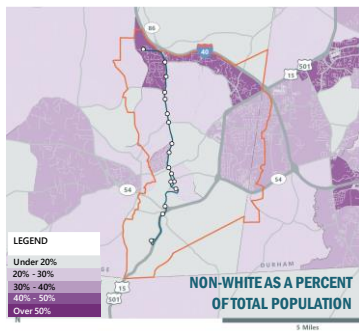 86
40
15
501
54
54
LEGEND
Under 20%
20% - 30%
30% - 40%
40% - 50%
Over 50%
N
15
501
DURHAM
NON-WHITE AS A PERCENT
OF TOTAL POPULATION
5 Miles